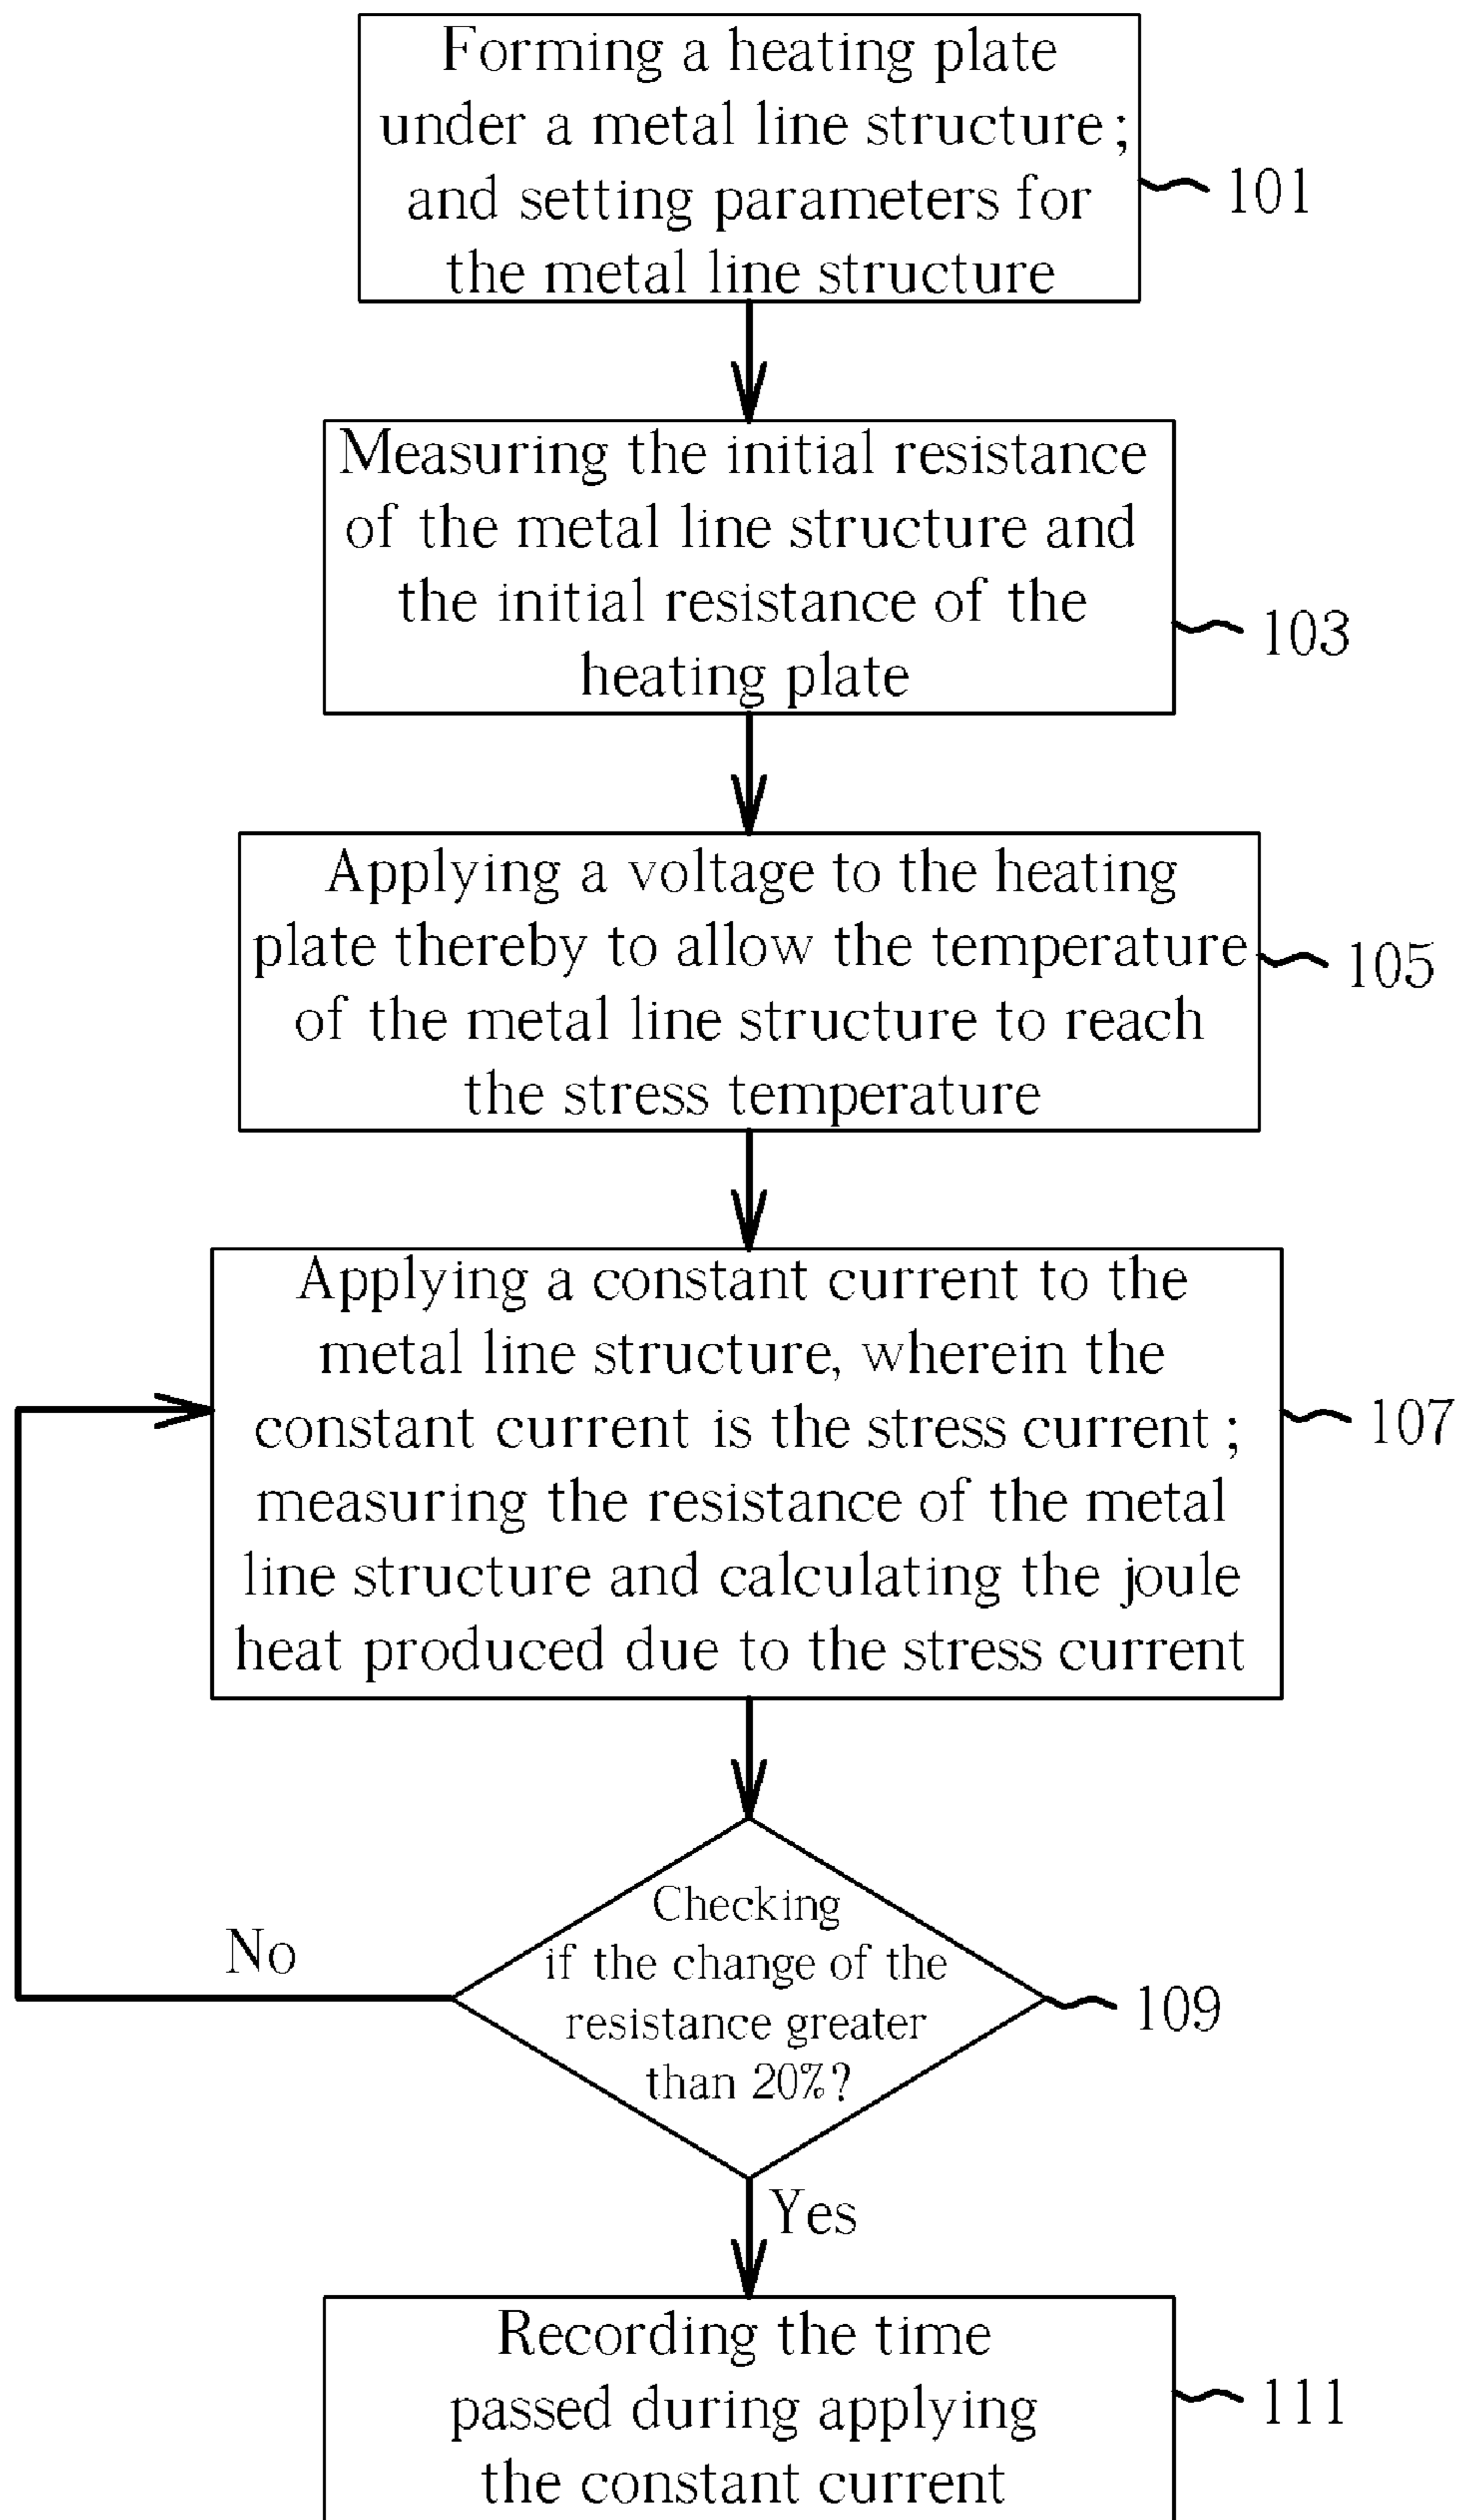 Forming a heating plate
under a metal line structure;
and setting parameters for
the metal line structure
101
Measuring the initial resistance
of the metal line structure and
the initial resistance of the
heating plate
103
Applying a voltage to the heating
plate thereby to allow the temperature
of the metal line structure to reach
the stress temperature
105
Applying a constant current to the
metal line structure, wherein the
constant current is the stress current;
measuring the resistance of the metal
line structure and calculating the joule
heat produced due to the stress current
107
Checking
if the change of the
resistance greater
than 20%?
109
No
Yes
Recording the time
passed during applying
the constant current
111